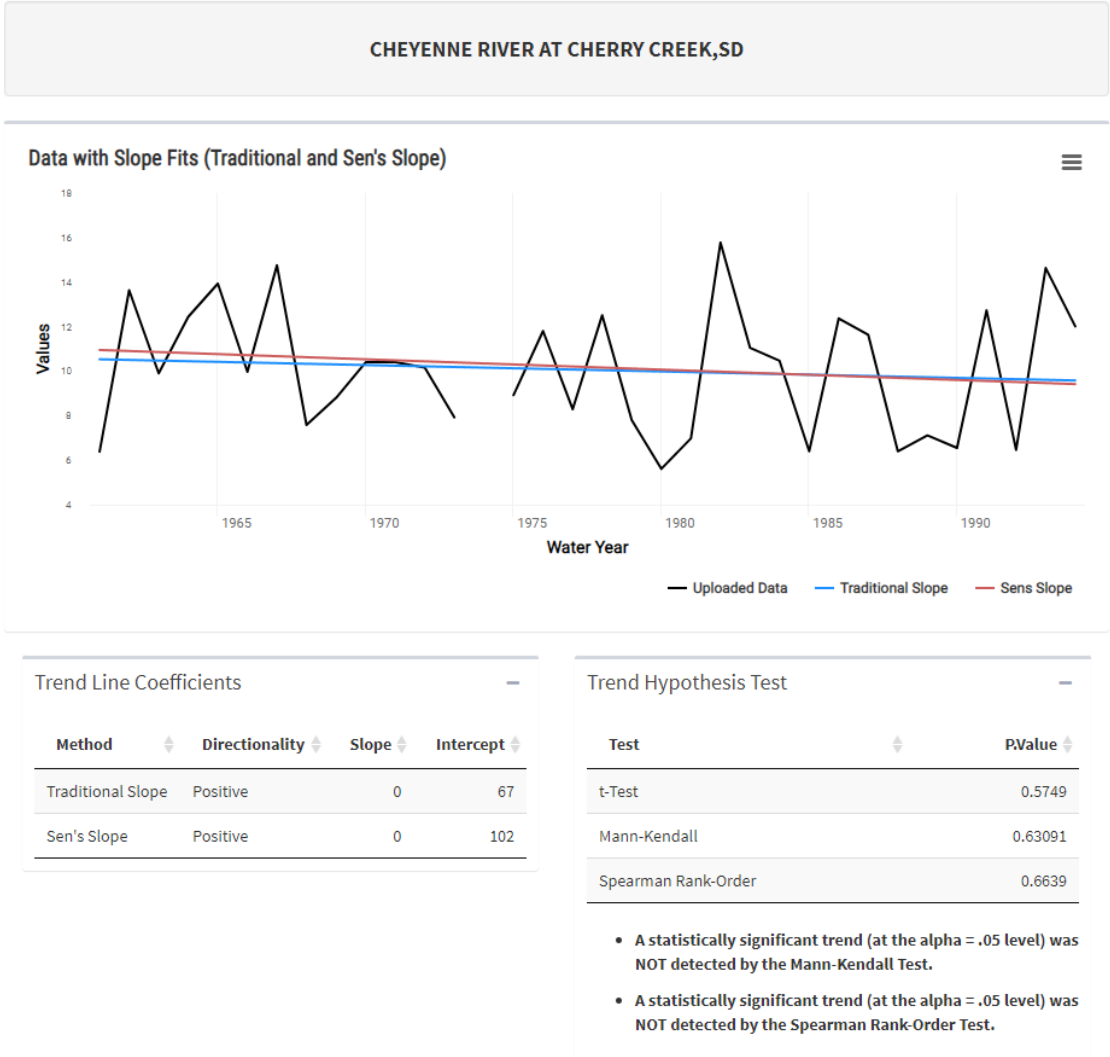 CHEYENNE RIVER AT CHERRY CREEK,SD
Data with Slope Fits (Traditional and Sen's Slope)
18
16
14
12
10
8
6
4
Values
1965 1970 1975 1980 1985 1990
Water Year
Uploaded Data Traditional Slope Sens Slope
Trend Line Coefficients
Method Directionality Slope Intercept
Traditional Slope Positive 0 67
Sen's Slope Positive 0 102
Trend Hypothesis Test
Test P.Value
t-Test 0.5749
Mann-Kendall 0.63091
Spearman Rank-Order 0.6639
• A statistically significant trend (at the alpha = .05 level) was
NOT detected by the Mann-Kendall Test.
• A statistically significant trend (at the alpha = .05 level) was
NOT detected by the Spearman Rank-Order Test.